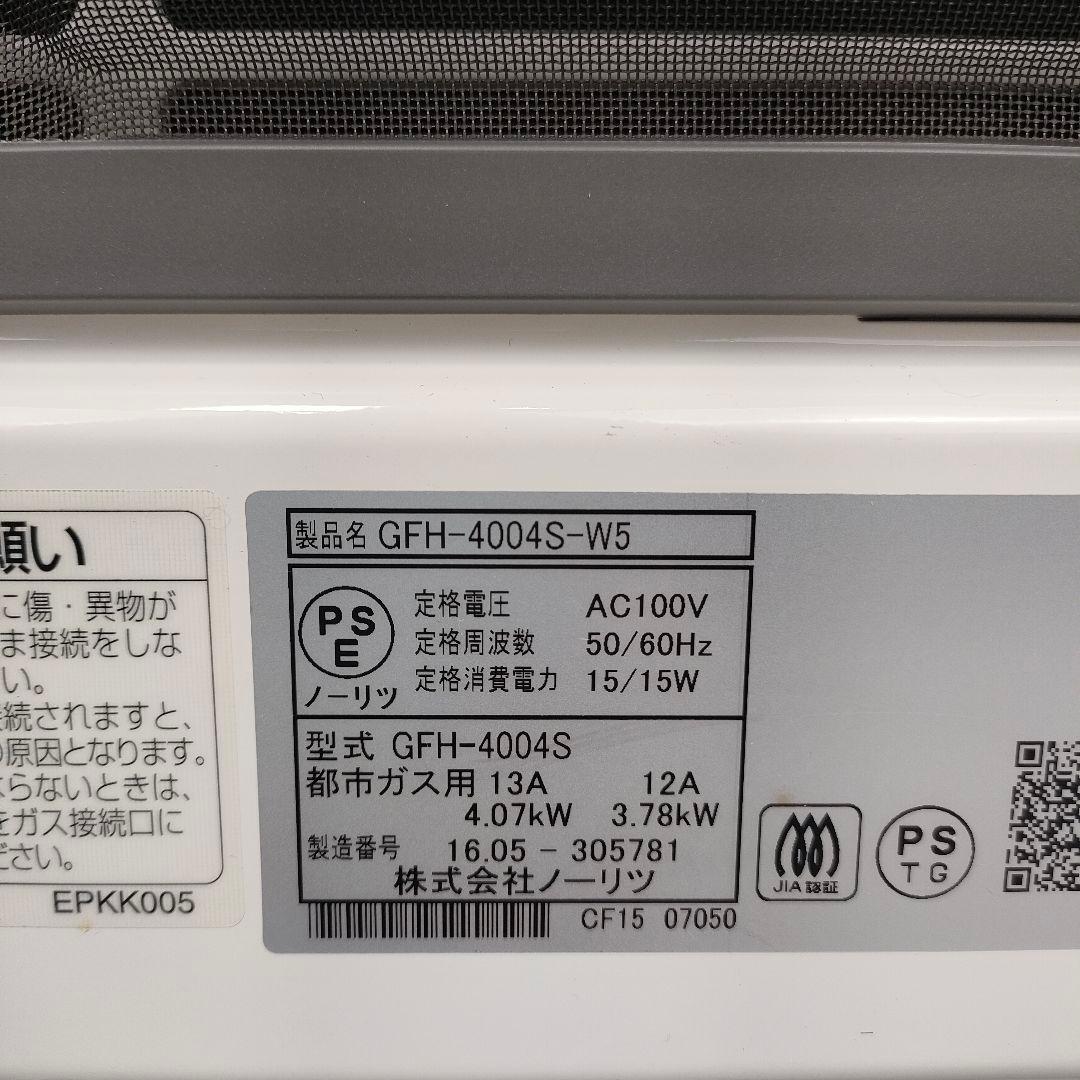 願い
に傷・異物が
ま接続をしな
い。
接続されますと、
の原因となります。
ならないときは、
をガス接続口に
ださい。
EPKK005
製品名 GFH-4004S-W5
PSE
ノーリツ
定格電圧 AC100V
定格周波数 50/60Hz
定格消費電力 15/15W
型式 GFH-4004S
都市ガス用 13A 12A
4.07kW 3.78kW
製造番号 16.05 - 305781
株式会社ノーリツ
CF15 07050
JIA 認証
PS
TG